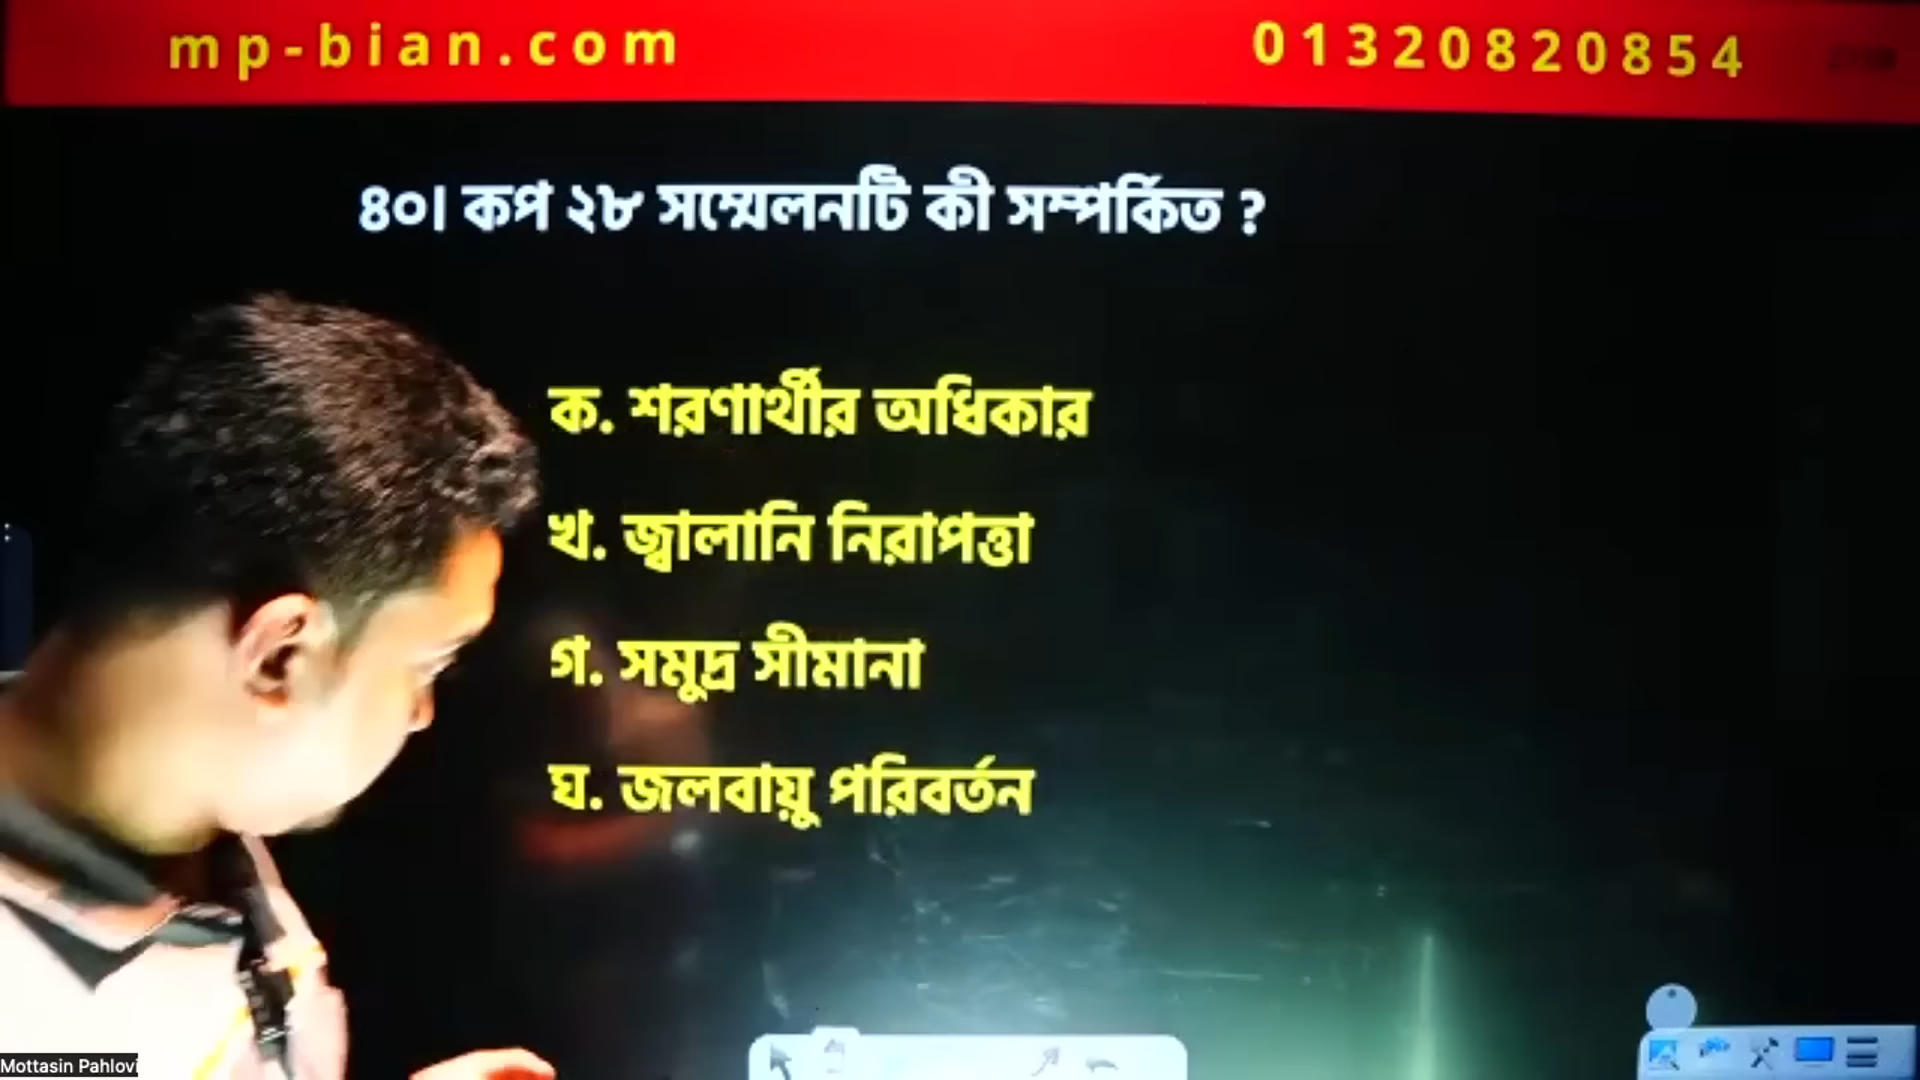 mp-bian.com
01320820854
৪০। কপ ২৮ সম্মেলনটি কী সম্পর্কিত ?
ক. শরণার্থীর অধিকার
খ. জ্বালানি নিরাপত্তা
গ. সমুদ্র সীমানা
ঘ. জলবায়ু পরিবর্তন
Mottasin Pahlovi